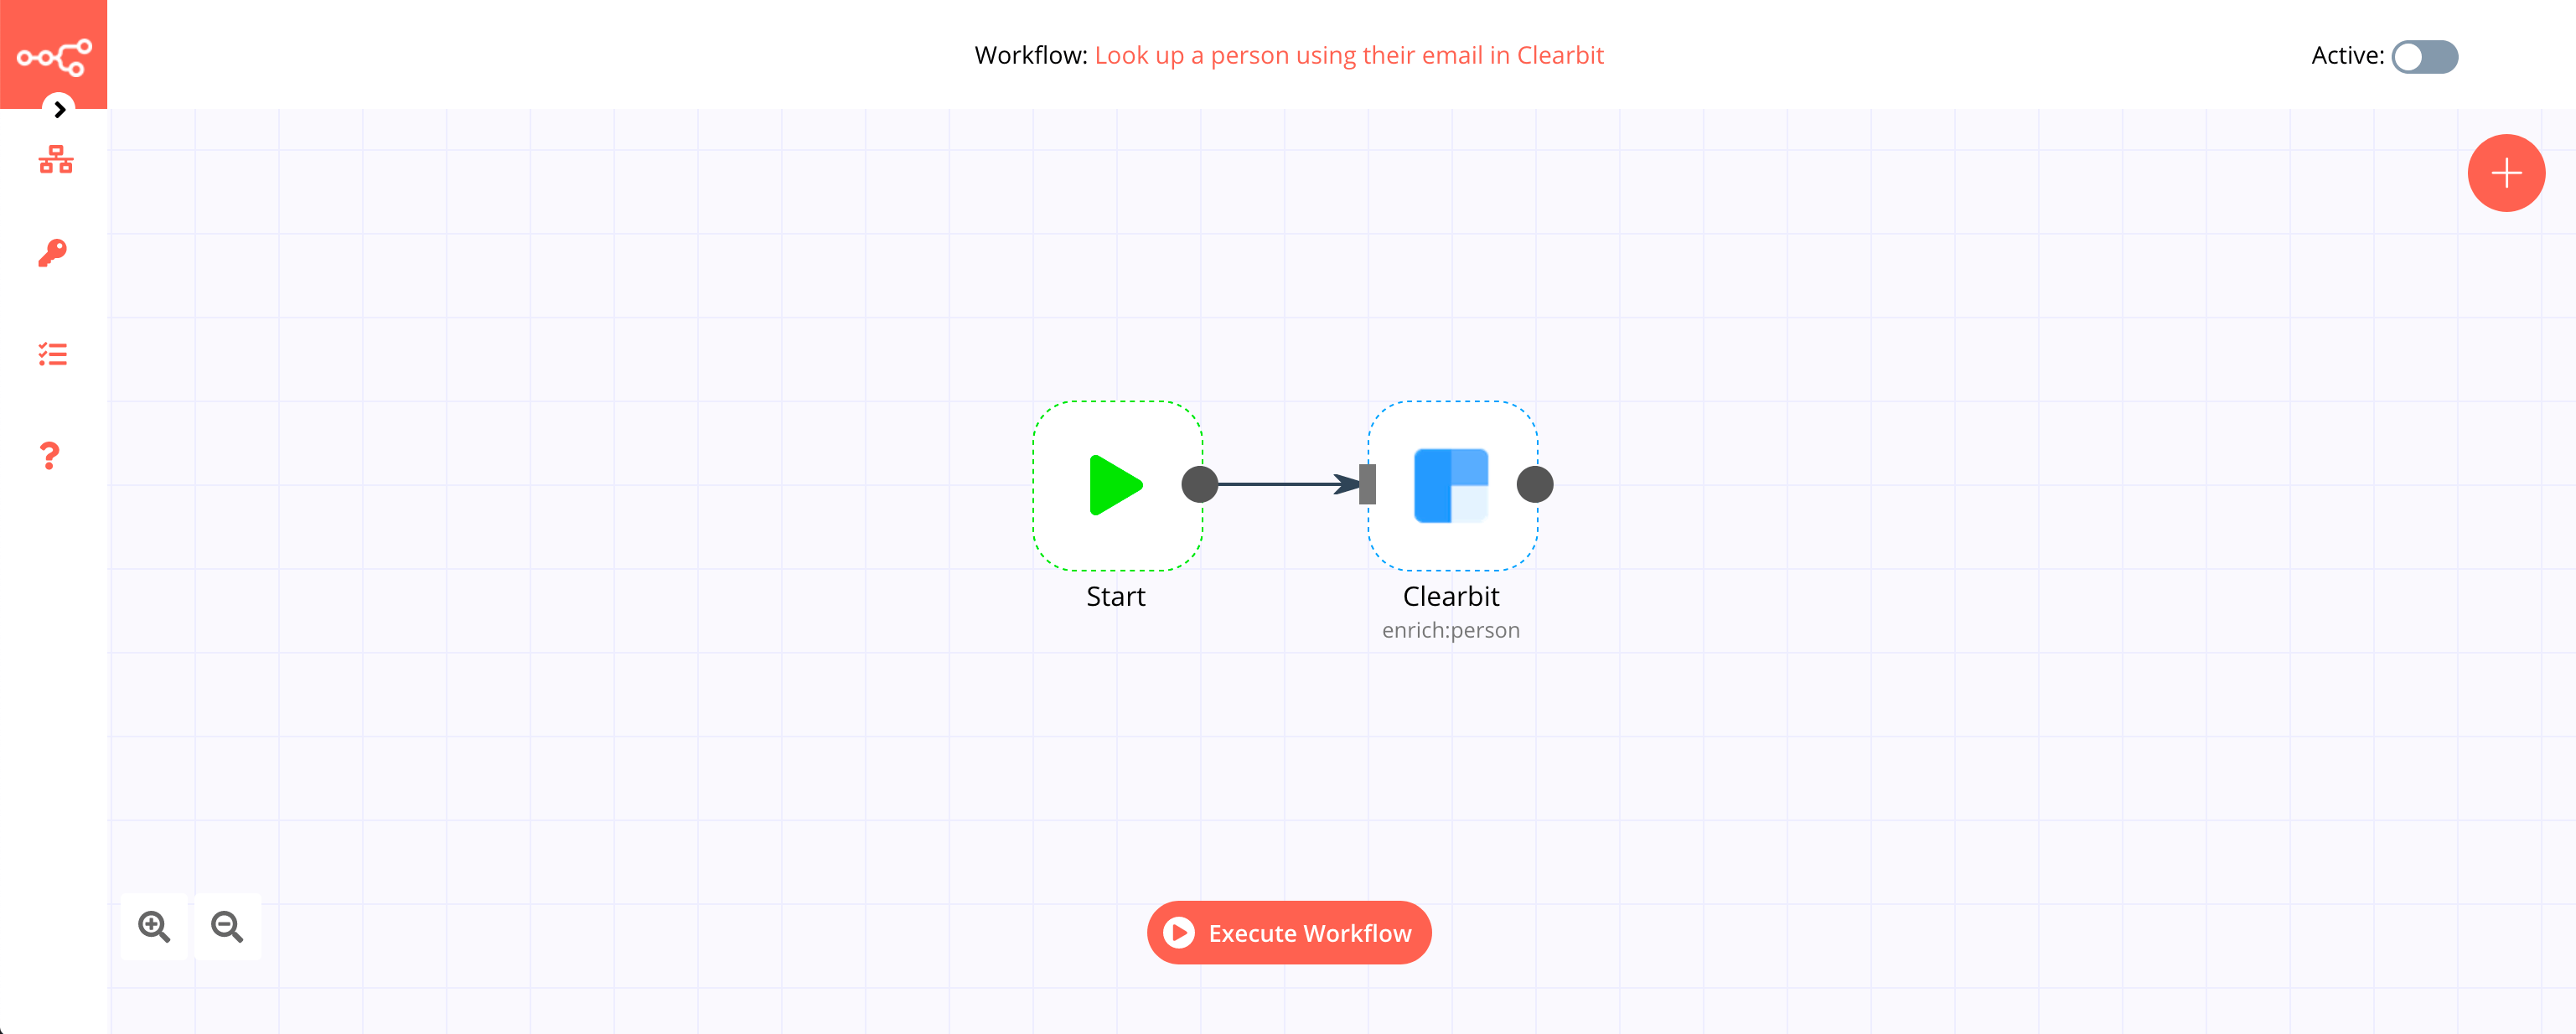 Workflow: Look up a person using their email in Clearbit
Active:
Start
Clearbit
enrich:person
Execute Workflow